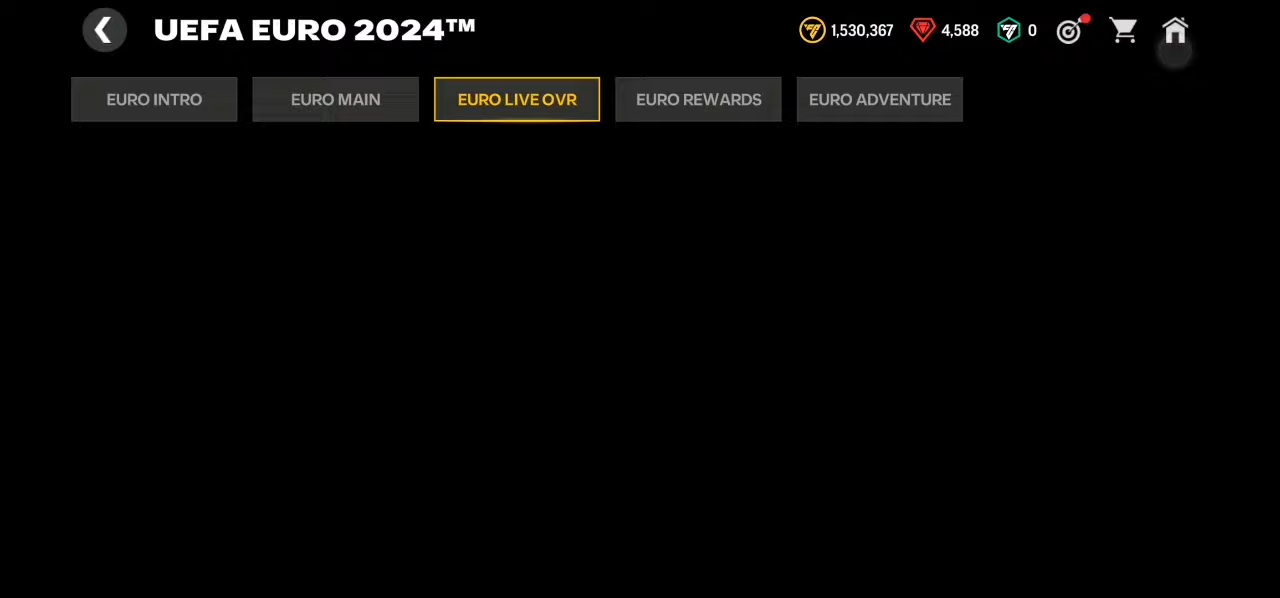 UEFA EURO 2024™
1,530,367
4,588
0
EURO INTRO
EURO MAIN
EURO LIVE OVR
EURO REWARDS
EURO ADVENTURE